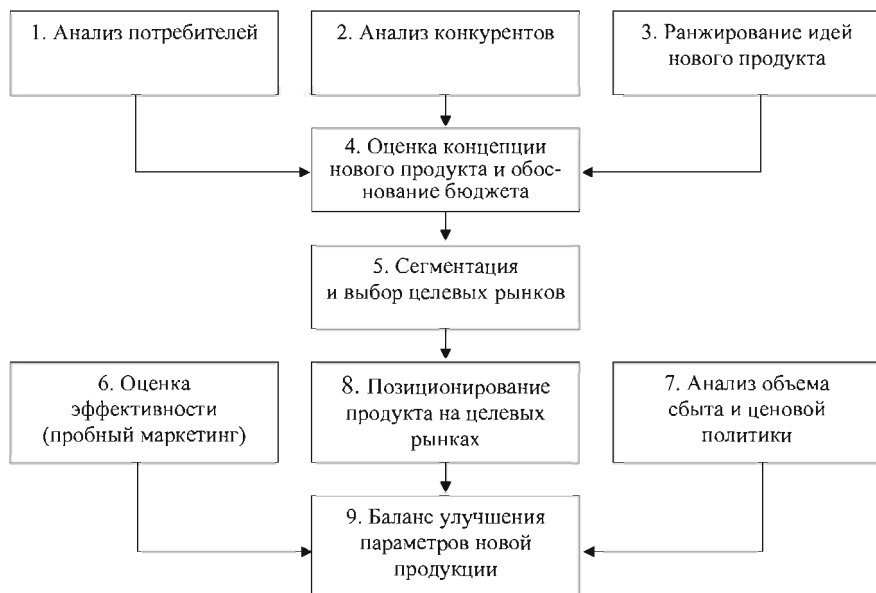 1. Анализ потребителей
2. Анализ конкурентов
3. Ранжирование идей
нового продукта
4. Оценка концепции
нового продукта и обос-
нование бюджета
5. Сегментация
и выбор целевых рынков
6. Оценка
эффективности
(пробный маркетинг)
8. Позиционирование
продукта на целевых
рынках
7. Анализ объема
сбыта и ценовой
политики
9. Баланс улучшения
параметров новой
продукции